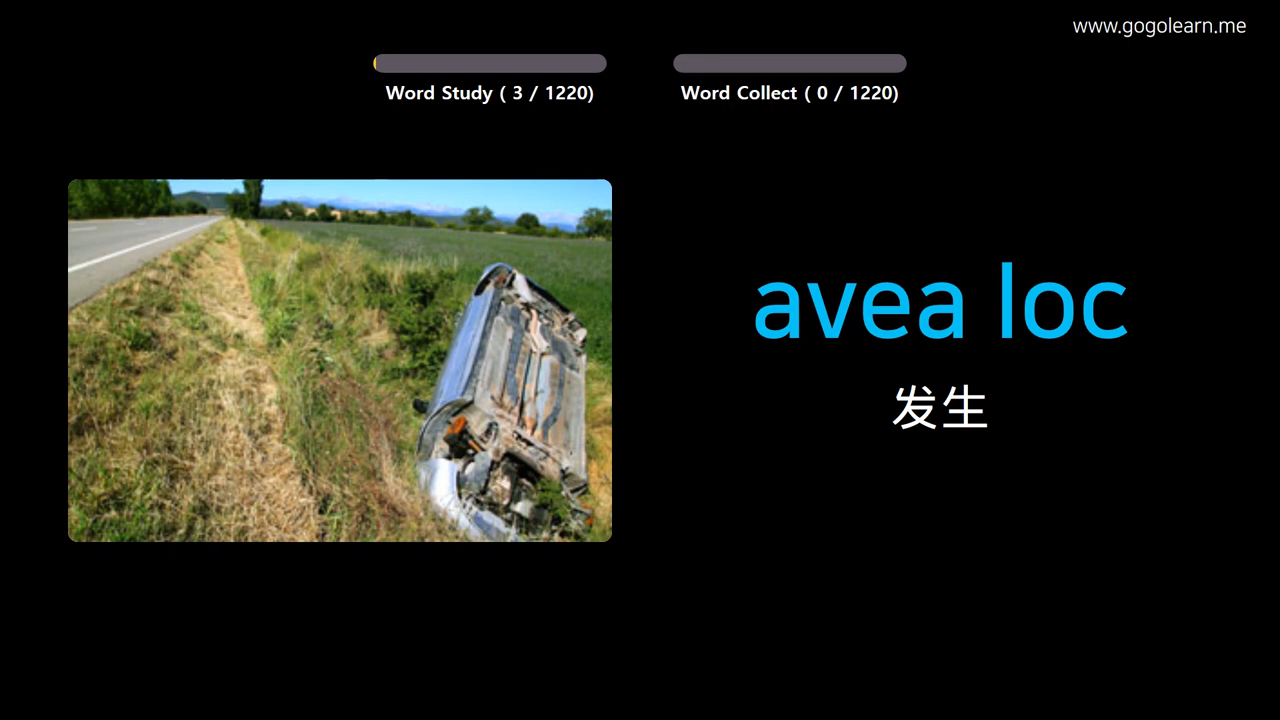 www.gogolearn.me
Word Study ( 3 / 1220)
Word Collect ( 0 / 1220)
avea loc
发生